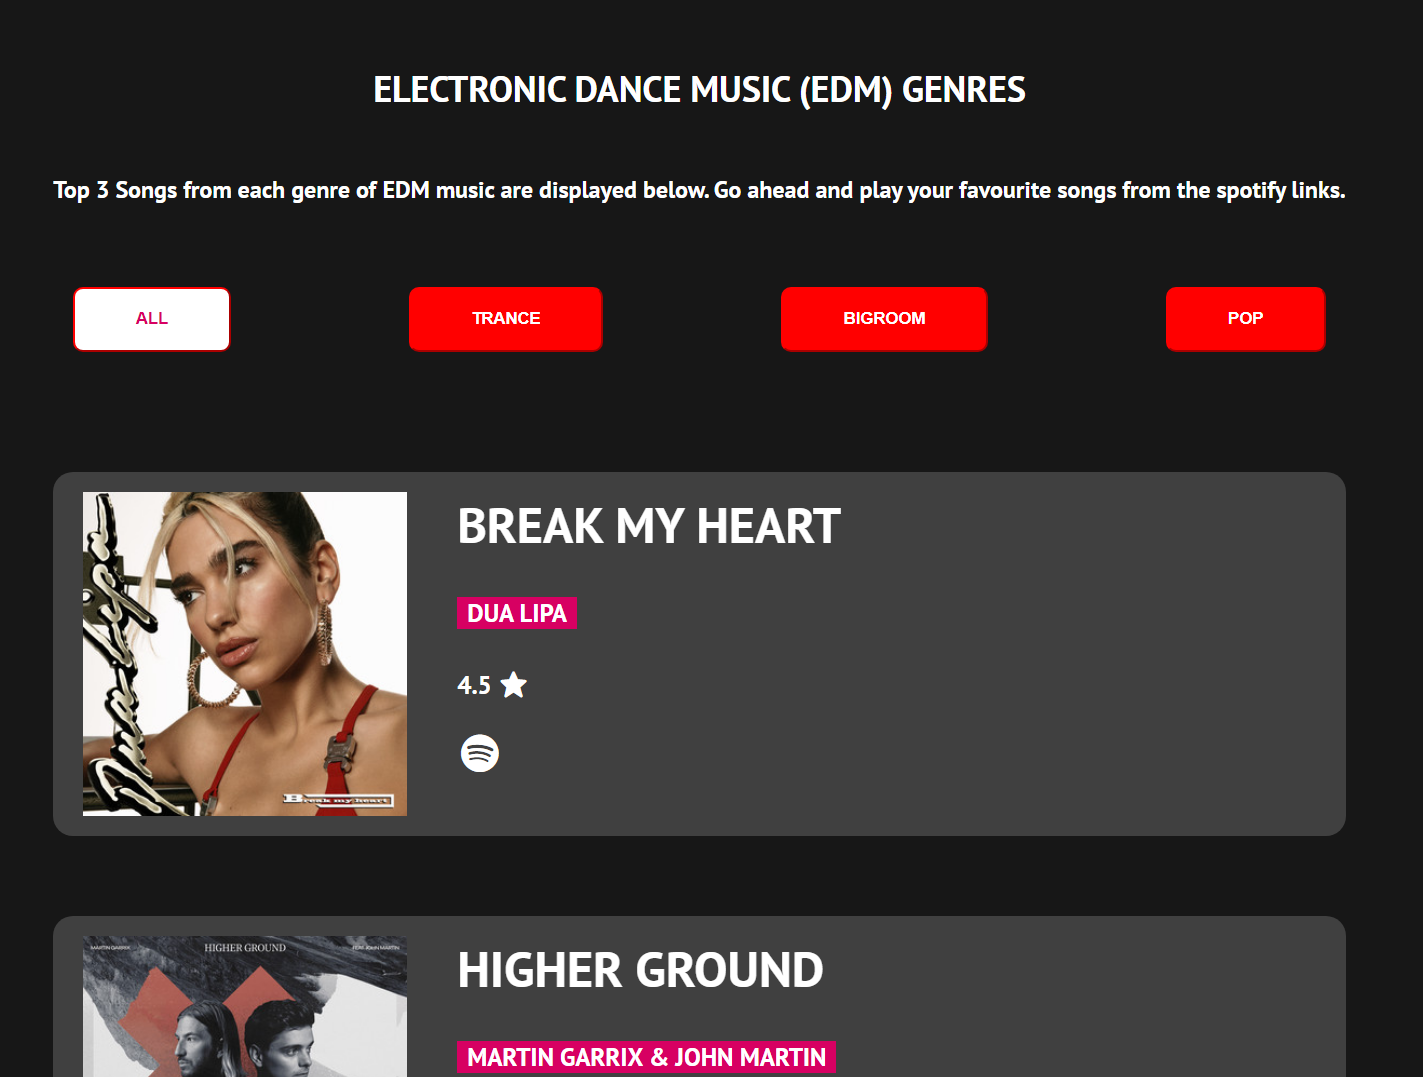 ELECTRONIC DANCE MUSIC (EDM) GENRES
Top 3 Songs from each genre of EDM music are displayed below. Go ahead and play your favourite songs from the spotify links.
ALL
TRANCE
BIGROOM
POP
Dua Lipa
Break my heart
BREAK MY HEART
DUA LIPA
4.5
MARTIN GARRIX
HIGHER GROUND
FEAT. JOHN MARTIN
HIGHER GROUND
MARTIN GARRIX & JOHN MARTIN